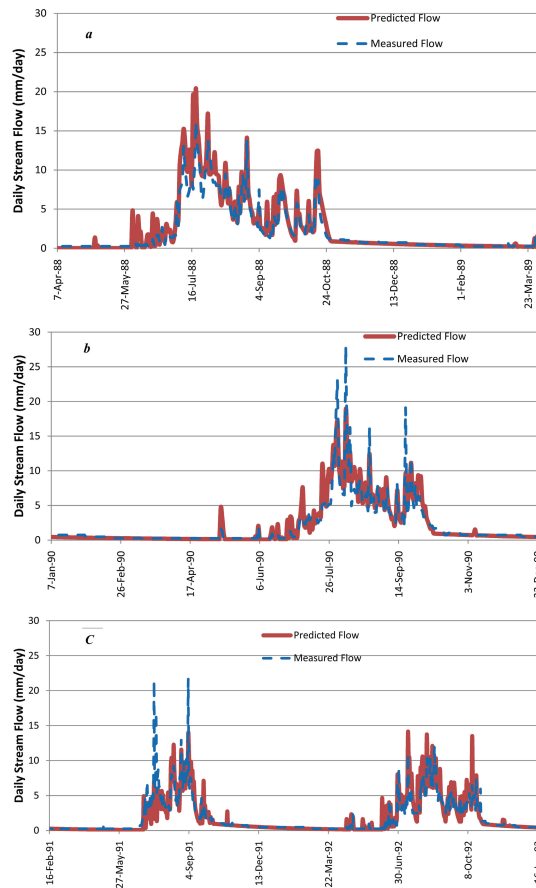 a
Predicted Flow
Measured Flow
Daily Stream Flow (mm/day)
30
25
20
15
10
5
0
7-Apr-88
27-May-88
16-Jul-88
4-Sep-88
24-Oct-88
13-Dec-88
1-Feb-89
23-Mar-89
b
Predicted Flow
Measured Flow
Daily Stream Flow (mm/day)
30
25
20
15
10
5
0
7-Jan-90
26-Feb-90
17-Apr-90
6-Jun-90
26-Jul-90
14-Sep-90
3-Nov-90
C
Predicted Flow
Measured Flow
Daily Stream Flow (mm/day)
30
25
20
15
10
5
0
16-Feb-91
27-May-91
4-Sep-91
13-Dec-91
22-Mar-92
30-Jun-92
8-Oct-92